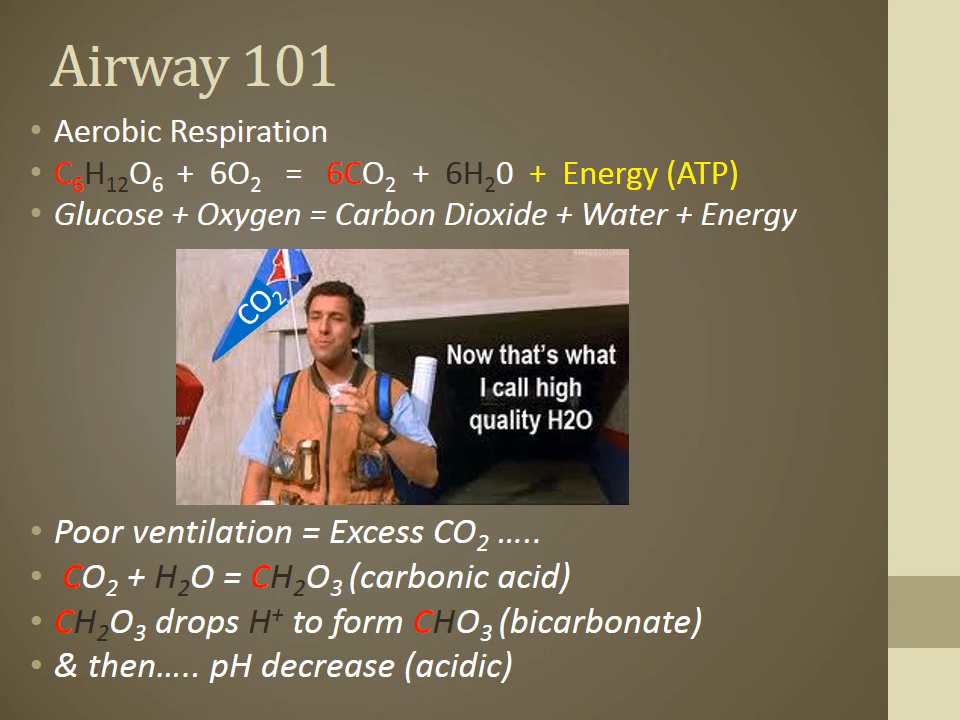 Airway 101
• Aerobic Respiration
• C₆H₁₂O₆ + 6O₂ = 6CO₂ + 6H₂0 + Energy (ATP)
• Glucose + Oxygen = Carbon Dioxide + Water + Energy
CO₂
Now that's what
I call high
quality H2O
• Poor ventilation = Excess CO₂ …..
• CO₂ + H₂O = CH₂O₃ (carbonic acid)
• CH₂O₃ drops H⁺ to form CHO₃ (bicarbonate)
• & then….. pH decrease (acidic)